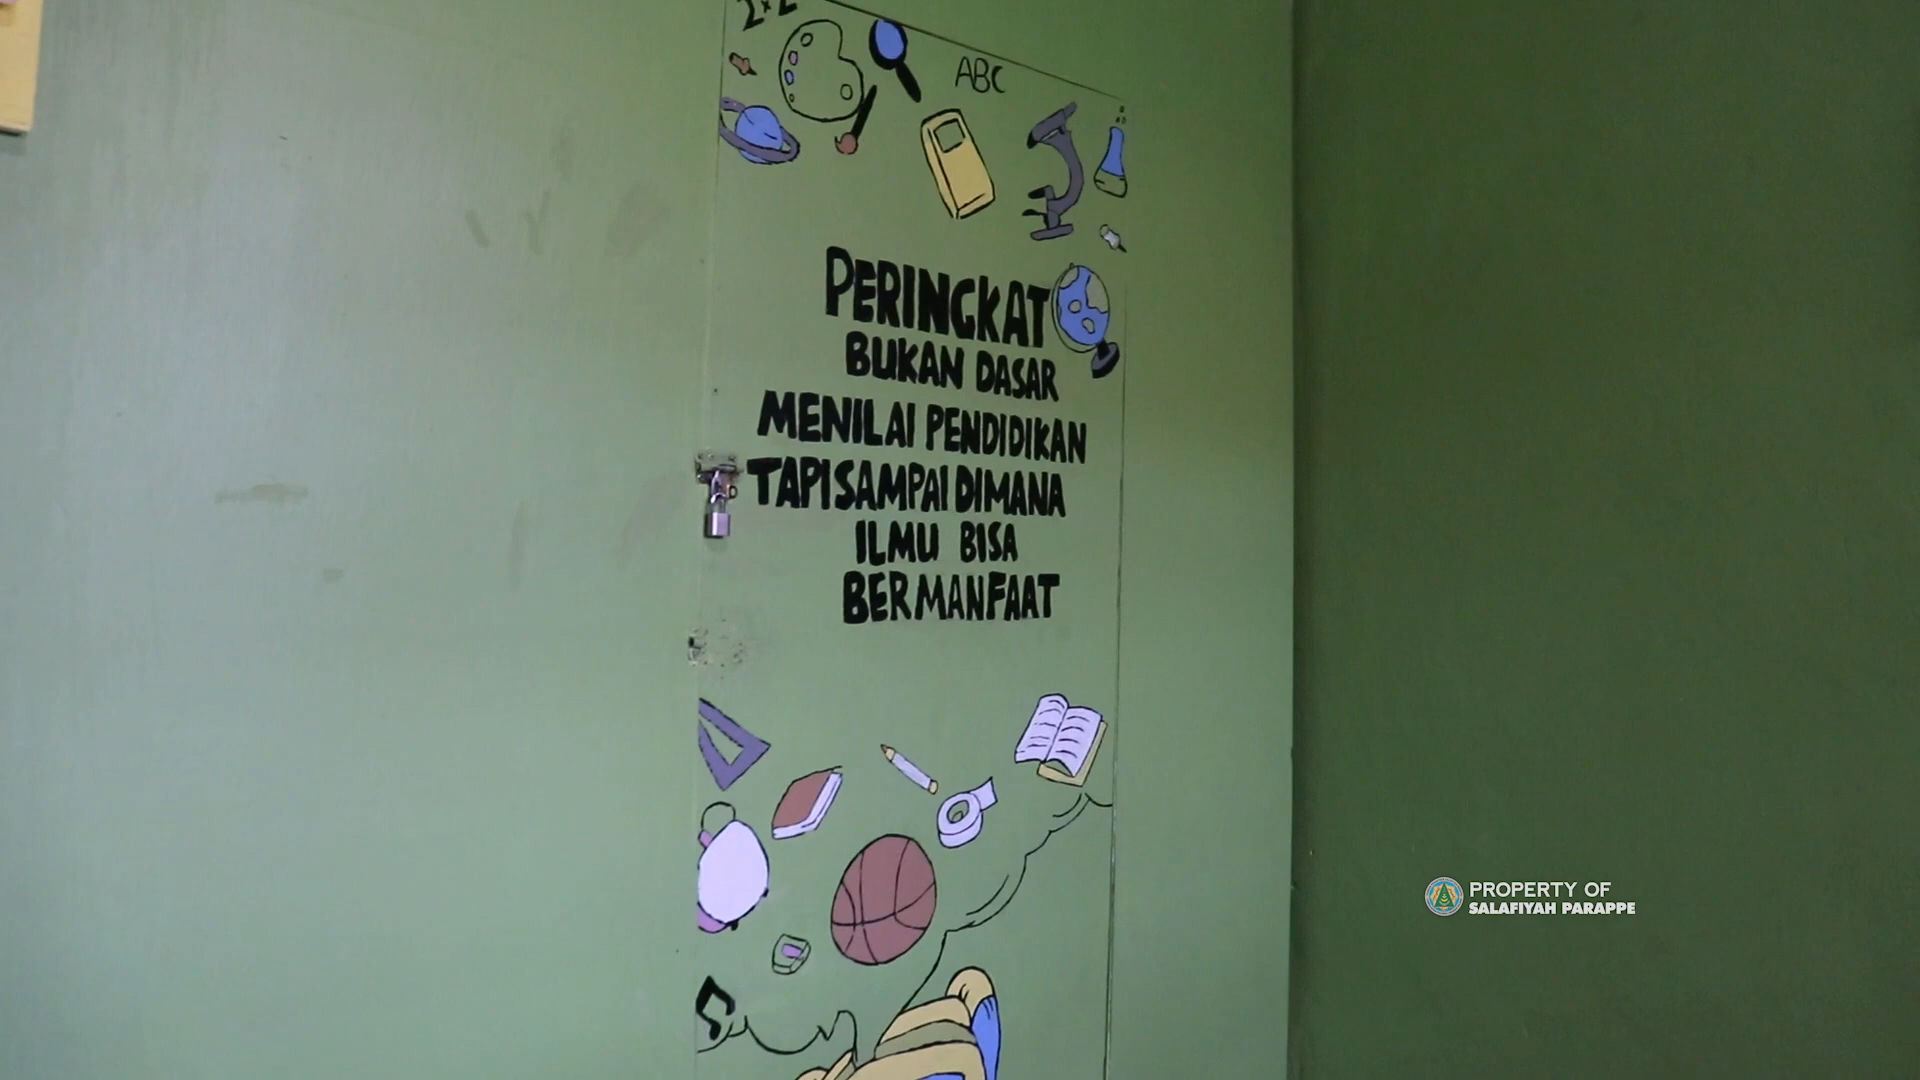 2×2
ABC
PERINGKAT
BUKAN DASAR
MENILAI PENDIDIKAN
TAPI SAMPAI DIMANA
ILMU BISA
BERMANFAAT
PROPERTY OF
SALAFIYAH PARAPPE